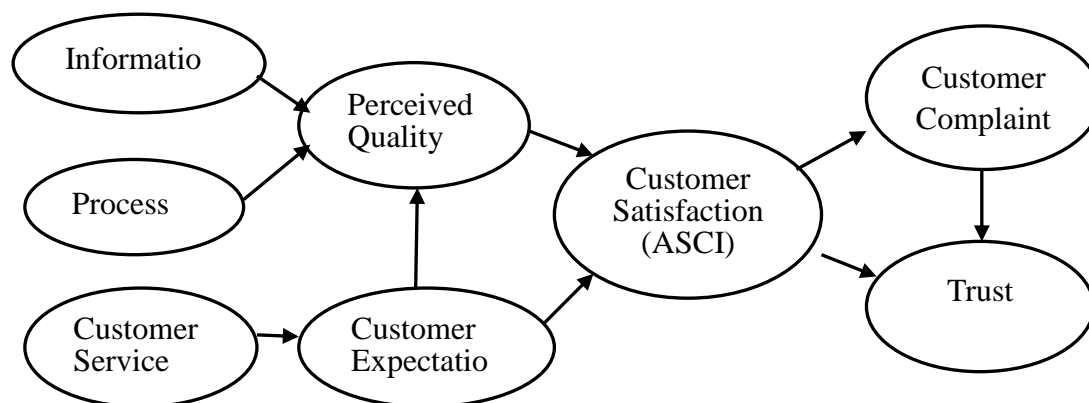 Informatio
Perceived
Quality
Process
Customer
Service
Customer
Expectatio
Customer
Satisfaction
(ASCI)
Customer
Complaint
Trust